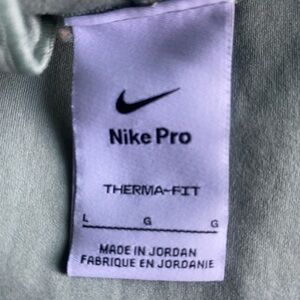 Nike Pro
THERMA-FIT
L G G
MADE IN JORDAN
FABRIQUE EN JORDANIE